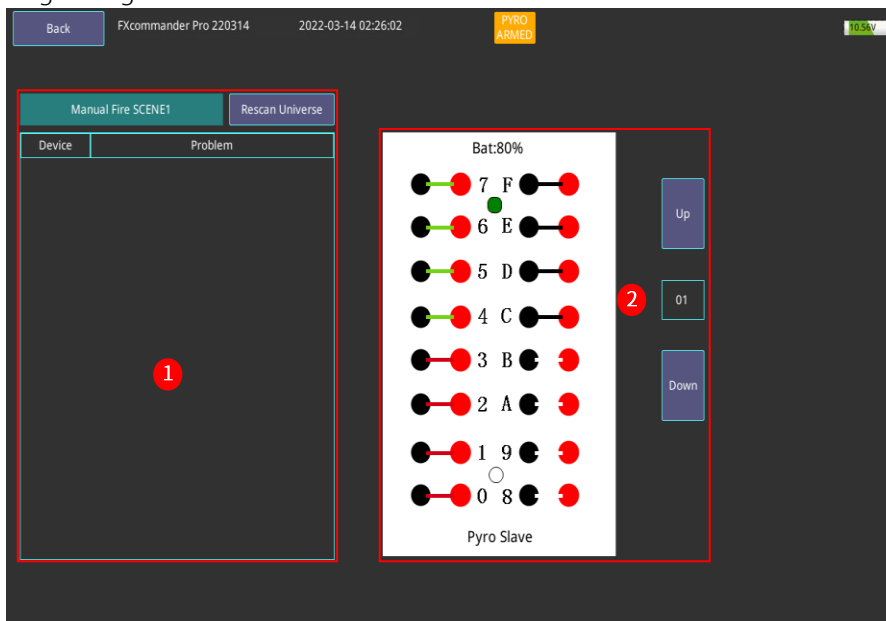 Back FXcommander Pro 220314 2022-03-14 02:26:02 PYRO 10.56V
ARMED
Manual Fire SCENE1 Rescan Universe
Device Problem
Bat:80%
7 F
6 E
Up
5 D
2 01
4 C
3 B
1
Down
2 A
1 9
0 8
Pyro Slave